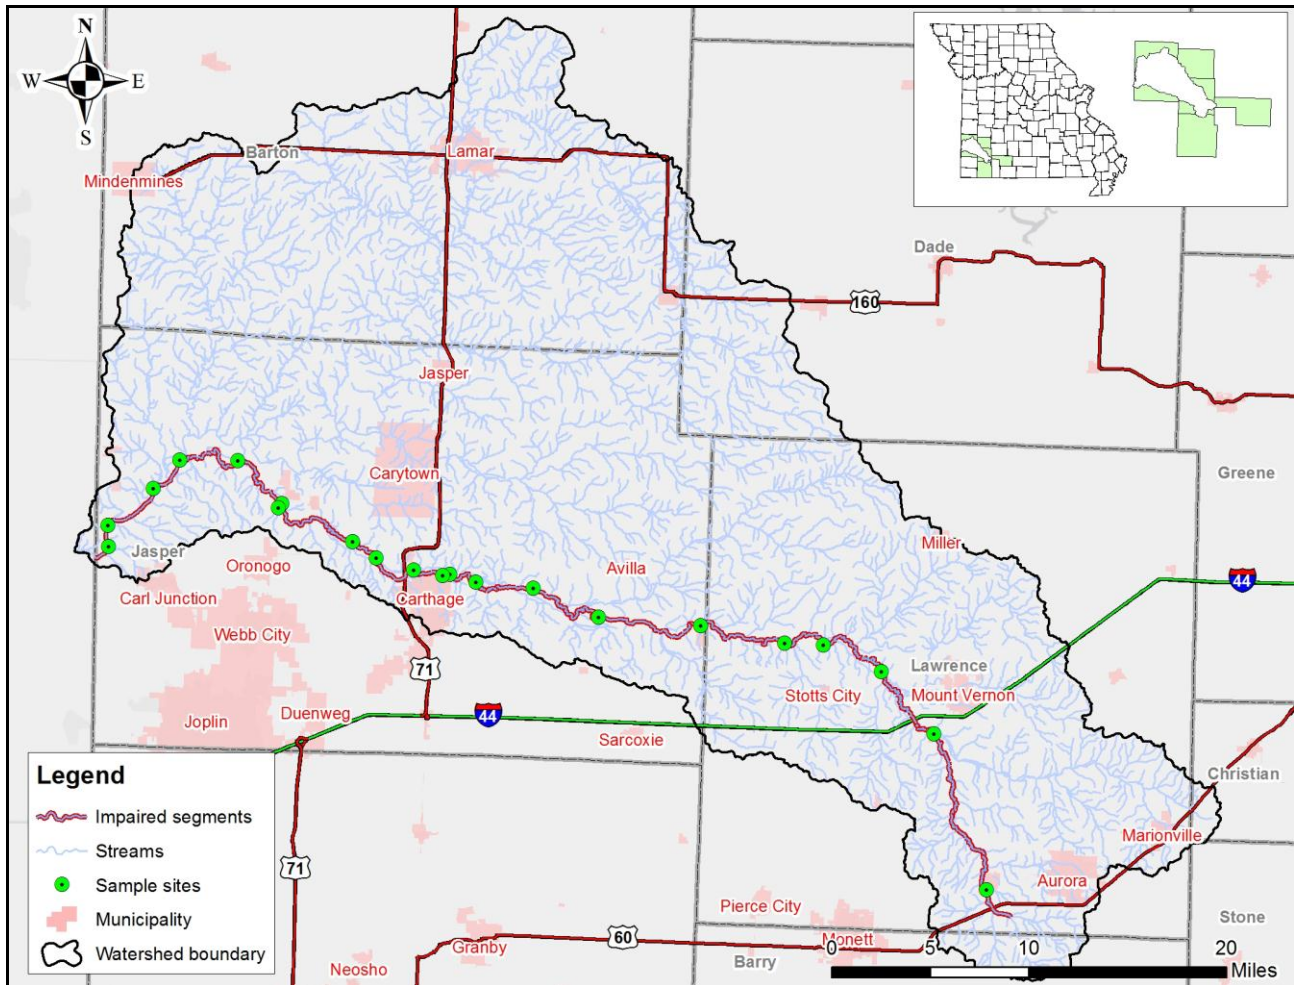 N
W
E
S
Barton
Lamar
Mindenmines
Dade
160
Jasper
Carytown
Greene
Miller
Jasper
Oronogo
Avilla
44
Carl Junction
Carthage
Webb City
Lawrence
71
Stotts City
Mount Vernon
Joplin
Duenweg
44
Sarcoxie
Legend
Impaired segments
Streams
Sample sites
Municipality
Watershed boundary
Christian
Marionville
71
Aurora
Pierce City
Stone
60
Granby
Monett
Neosho
Barry
0
5
10
20
Miles